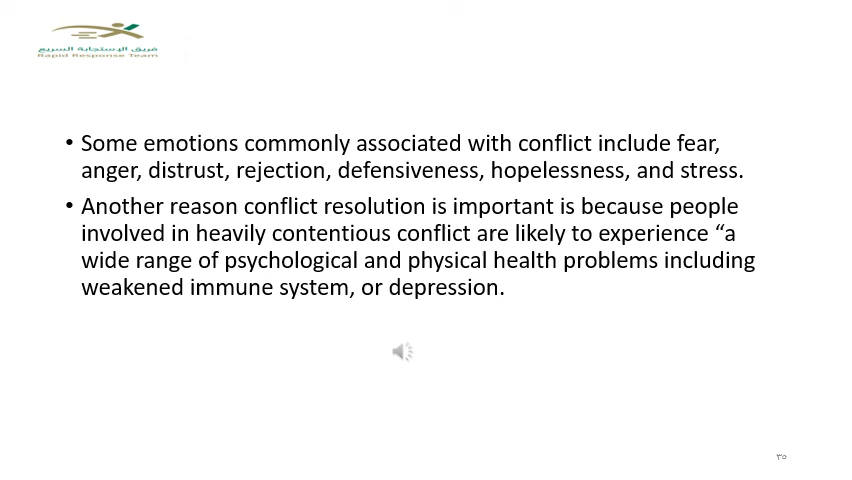 فريق الإستجابة السريع
Rapid Response Team
• Some emotions commonly associated with conflict include fear,
anger, distrust, rejection, defensiveness, hopelessness, and stress.
• Another reason conflict resolution is important is because people
involved in heavily contentious conflict are likely to experience “a
wide range of psychological and physical health problems including
weakened immune system, or depression.
٣٥